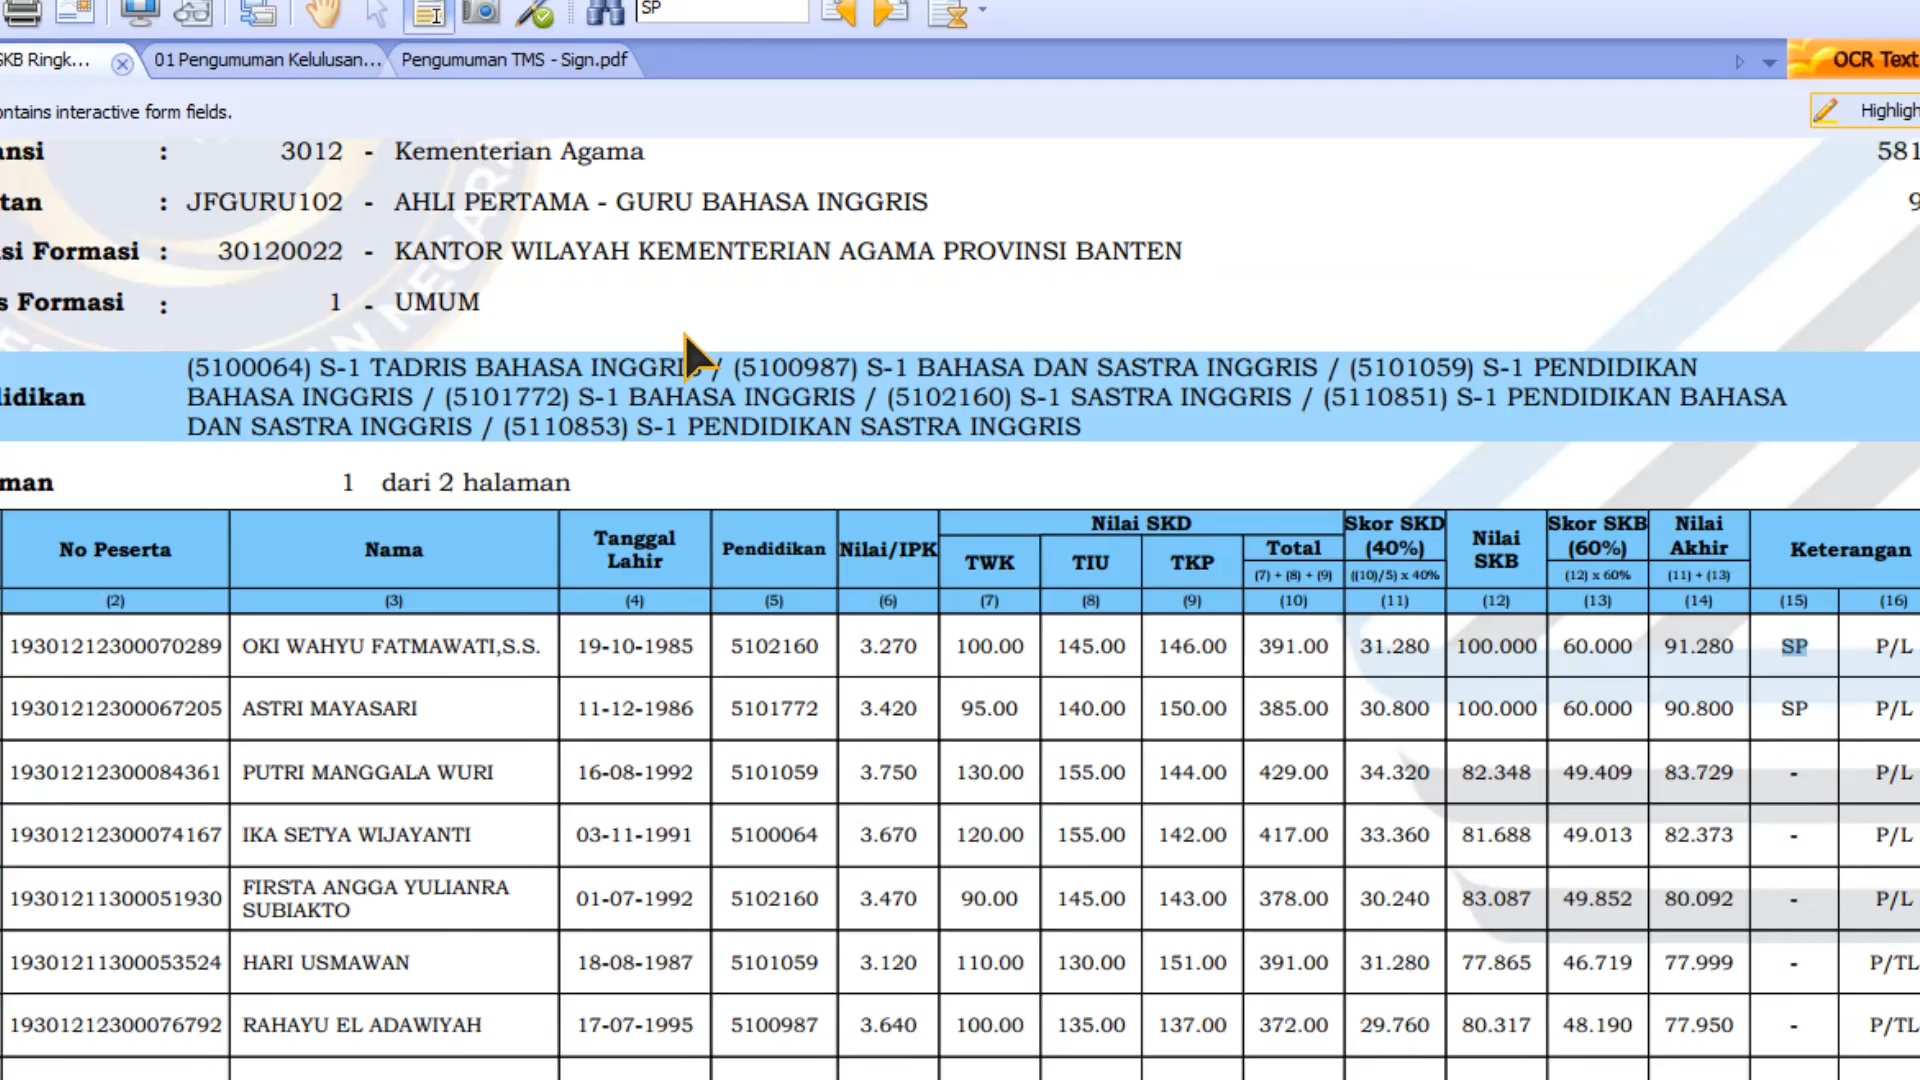 SP
SKB Ringk...
01 Pengumuman Kelulusan...
Pengumuman TMS - Sign.pdf
OCR Text
ontains interactive form fields.
Highligh
ansi : 3012 - Kementerian Agama 581
tan : JFGURU102 - AHLI PERTAMA - GURU BAHASA INGGRIS 9
si Formasi : 30120022 - KANTOR WILAYAH KEMENTERIAN AGAMA PROVINSI BANTEN
s Formasi : 1 - UMUM
(5100064) S-1 TADRIS BAHASA INGGRIS / (5100987) S-1 BAHASA DAN SASTRA INGGRIS / (5101059) S-1 PENDIDIKAN
didikan BAHASA INGGRIS / (5101772) S-1 BAHASA INGGRIS / (5102160) S-1 SASTRA INGGRIS / (5110851) S-1 PENDIDIKAN BAHASA
DAN SASTRA INGGRIS / (5110853) S-1 PENDIDIKAN SASTRA INGGRIS
man 1 dari 2 halaman
No Peserta Nama Tanggal Lahir Pendidikan Nilai/IPK Nilai SKD Skor SKD (40%) Nilai SKB Skor SKB (60%) Nilai Akhir Keterangan
TWK TIU TKP Total
(7) + (8) + (9) ((10)/5) x 40% (12) x 60% (11) + (13)
(2) (3) (4) (5) (6) (7) (8) (9) (10) (11) (12) (13) (14) (15) (16)
19301212300070289 OKI WAHYU FATMAWATI,S.S. 19-10-1985 5102160 3.270 100.00 145.00 146.00 391.00 31.280 100.000 60.000 91.280 SP P/L
19301212300067205 ASTRI MAYASARI 11-12-1986 5101772 3.420 95.00 140.00 150.00 385.00 30.800 100.000 60.000 90.800 SP P/L
19301212300084361 PUTRI MANGGALA WURI 16-08-1992 5101059 3.750 130.00 155.00 144.00 429.00 34.320 82.348 49.409 83.729 - P/L
19301212300074167 IKA SETYA WIJAYANTI 03-11-1991 5100064 3.670 120.00 155.00 142.00 417.00 33.360 81.688 49.013 82.373 - P/L
19301211300051930 FIRSTA ANGGA YULIANRA SUBIAKTO 01-07-1992 5102160 3.470 90.00 145.00 143.00 378.00 30.240 83.087 49.852 80.092 - P/L
19301211300053524 HARI USMAWAN 18-08-1987 5101059 3.120 110.00 130.00 151.00 391.00 31.280 77.865 46.719 77.999 - P/TL
19301212300076792 RAHAYU EL ADAWIYAH 17-07-1995 5100987 3.640 100.00 135.00 137.00 372.00 29.760 80.317 48.190 77.950 - P/TL